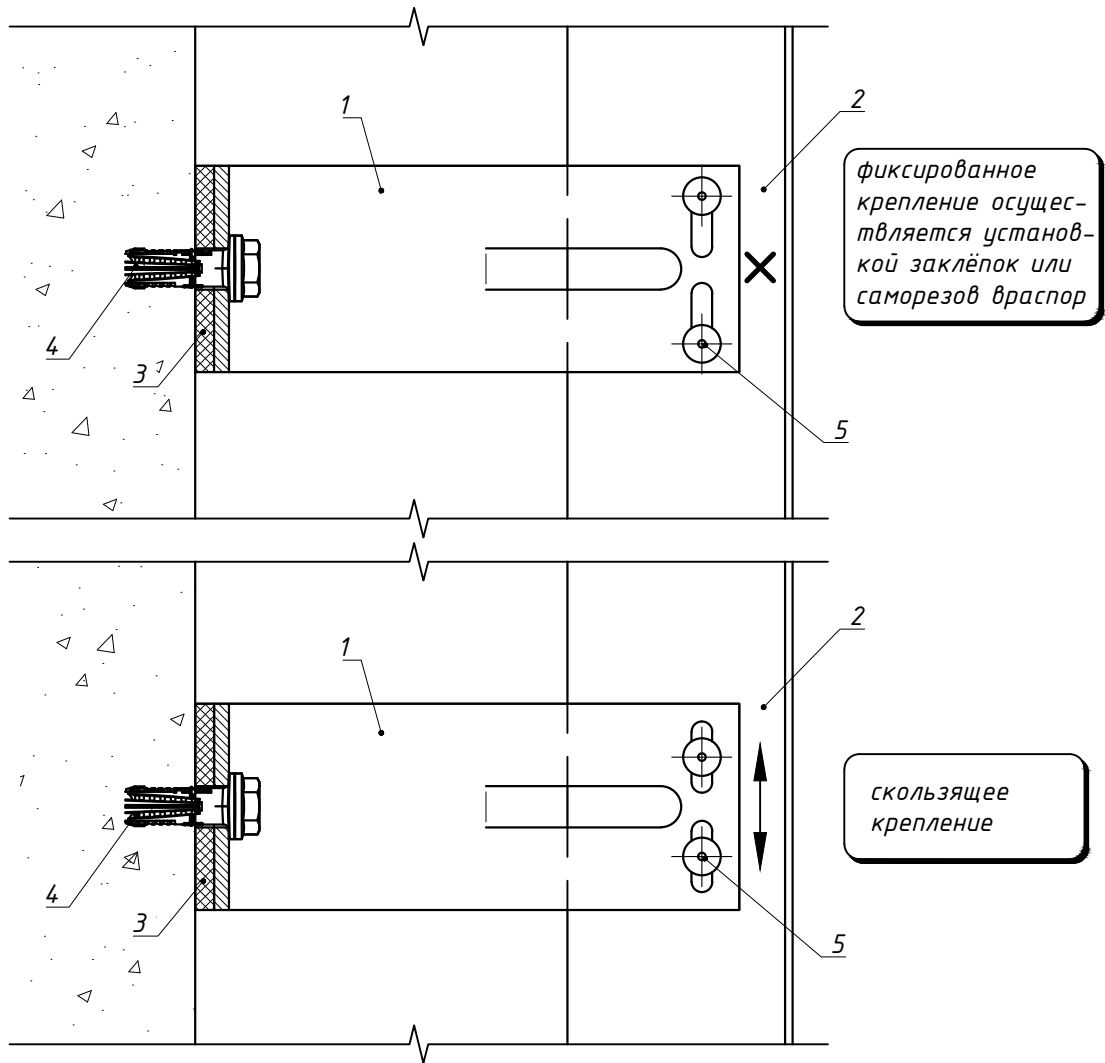 1
2
фиксированное
крепление осущес-
твляется установ-
кой заклёпок или
саморезов враспор
4
3
5
1
2
скользящее
крепление
4
3
5